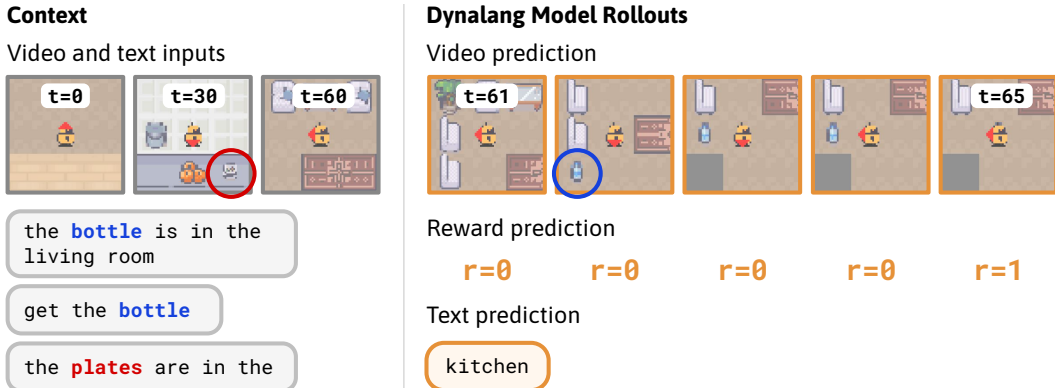 Context
Video and text inputs
t=0
t=30
t=60
the bottle is in the
living room
get the bottle
the plates are in the
Dynalang Model Rollouts
Video prediction
t=61
t=65
Reward prediction
r=0
r=0
r=0
r=0
r=1
Text prediction
kitchen